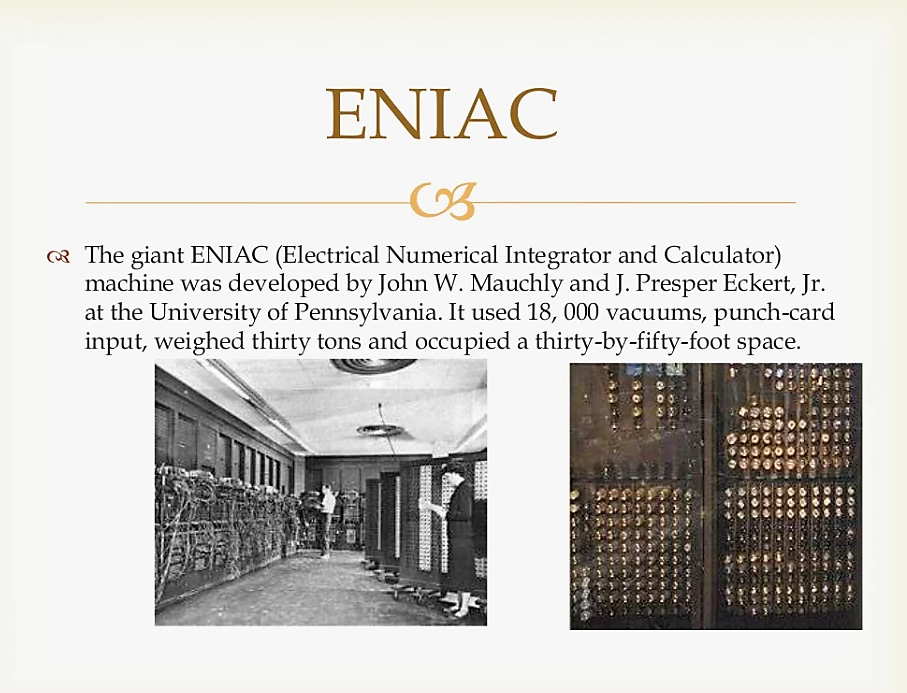 ENIAC
The giant ENIAC (Electrical Numerical Integrator and Calculator)
machine was developed by John W. Mauchly and J. Presper Eckert, Jr.
at the University of Pennsylvania. It used 18, 000 vacuums, punch-card
input, weighed thirty tons and occupied a thirty-by-fifty-foot space.